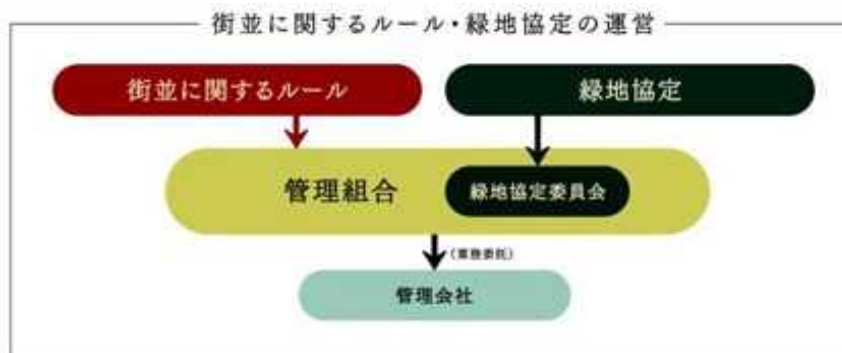 街並に関するルール・緑地協定の運営
街並に関するルール
緑地協定
管理組合
緑地協定委員会
(業務委託)
管理会社